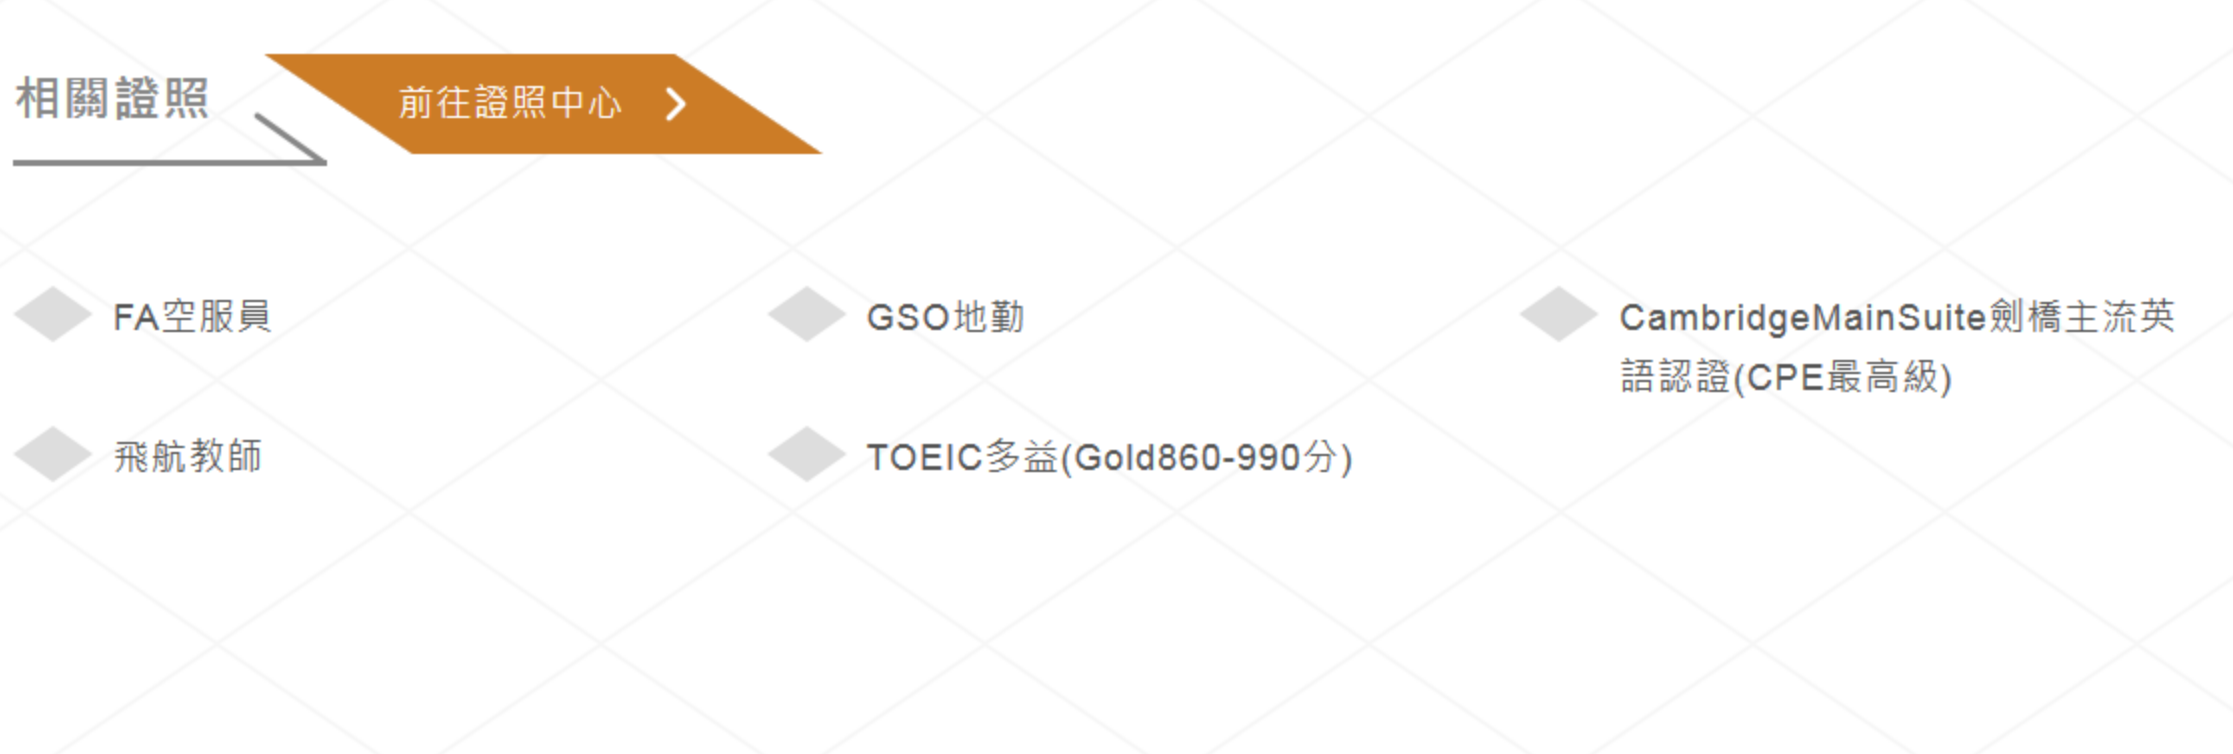 相關證照
前往證照中心
FA空服員
GSO地勤
CambridgeMainSuite劍橋主流英
語認證(CPE最高級)
飛航教師
TOEIC多益(Gold860-990分)